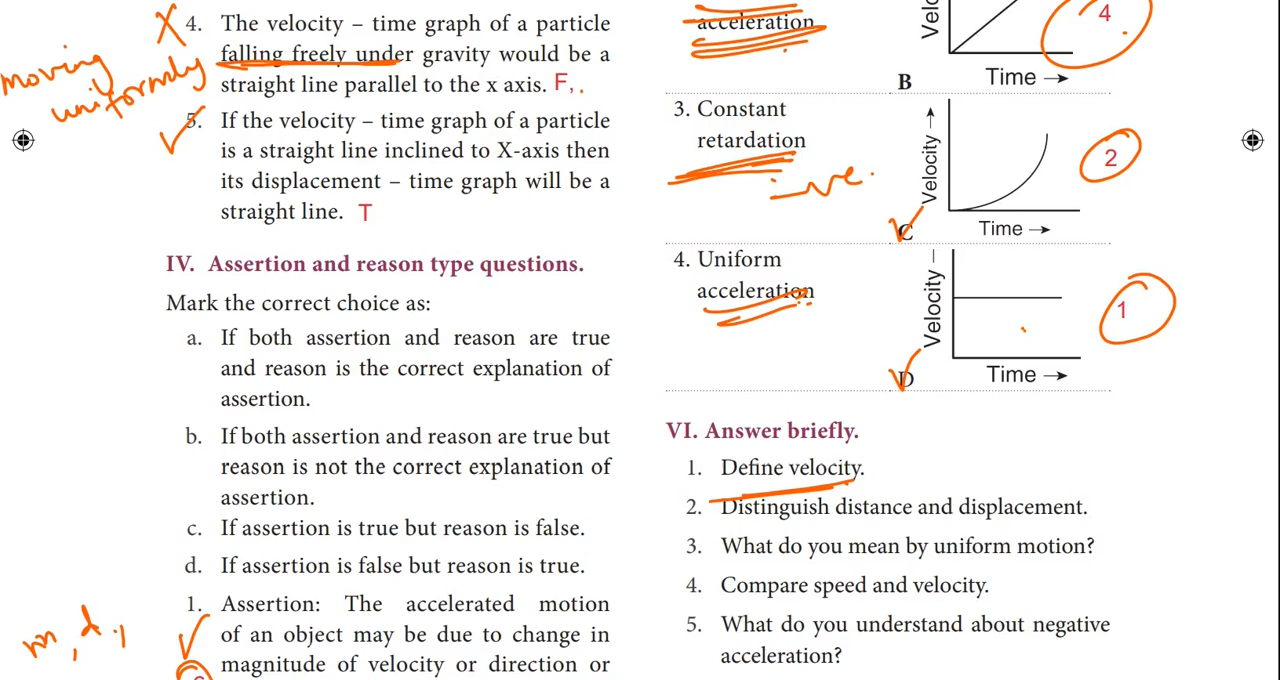 4. The velocity – time graph of a particle
falling freely under gravity would be a
straight line parallel to the x axis. F,.
moving
uniformly
5. If the velocity – time graph of a particle
is a straight line inclined to X-axis then
its displacement – time graph will be a
straight line. T
IV. Assertion and reason type questions.
Mark the correct choice as:
a. If both assertion and reason are true
and reason is the correct explanation of
assertion.
b. If both assertion and reason are true but
reason is not the correct explanation of
assertion.
c. If assertion is true but reason is false.
d. If assertion is false but reason is true.
1. Assertion: The accelerated motion
of an object may be due to change in
magnitude of velocity or direction or
m, d,
acceleration
Velo
4
B
Time
3. Constant
retardation
ive.
Velocity
2
C
Time
4. Uniform
acceleration
Velocity
1
D
Time
VI. Answer briefly.
1. Define velocity.
2. Distinguish distance and displacement.
3. What do you mean by uniform motion?
4. Compare speed and velocity.
5. What do you understand about negative
acceleration?